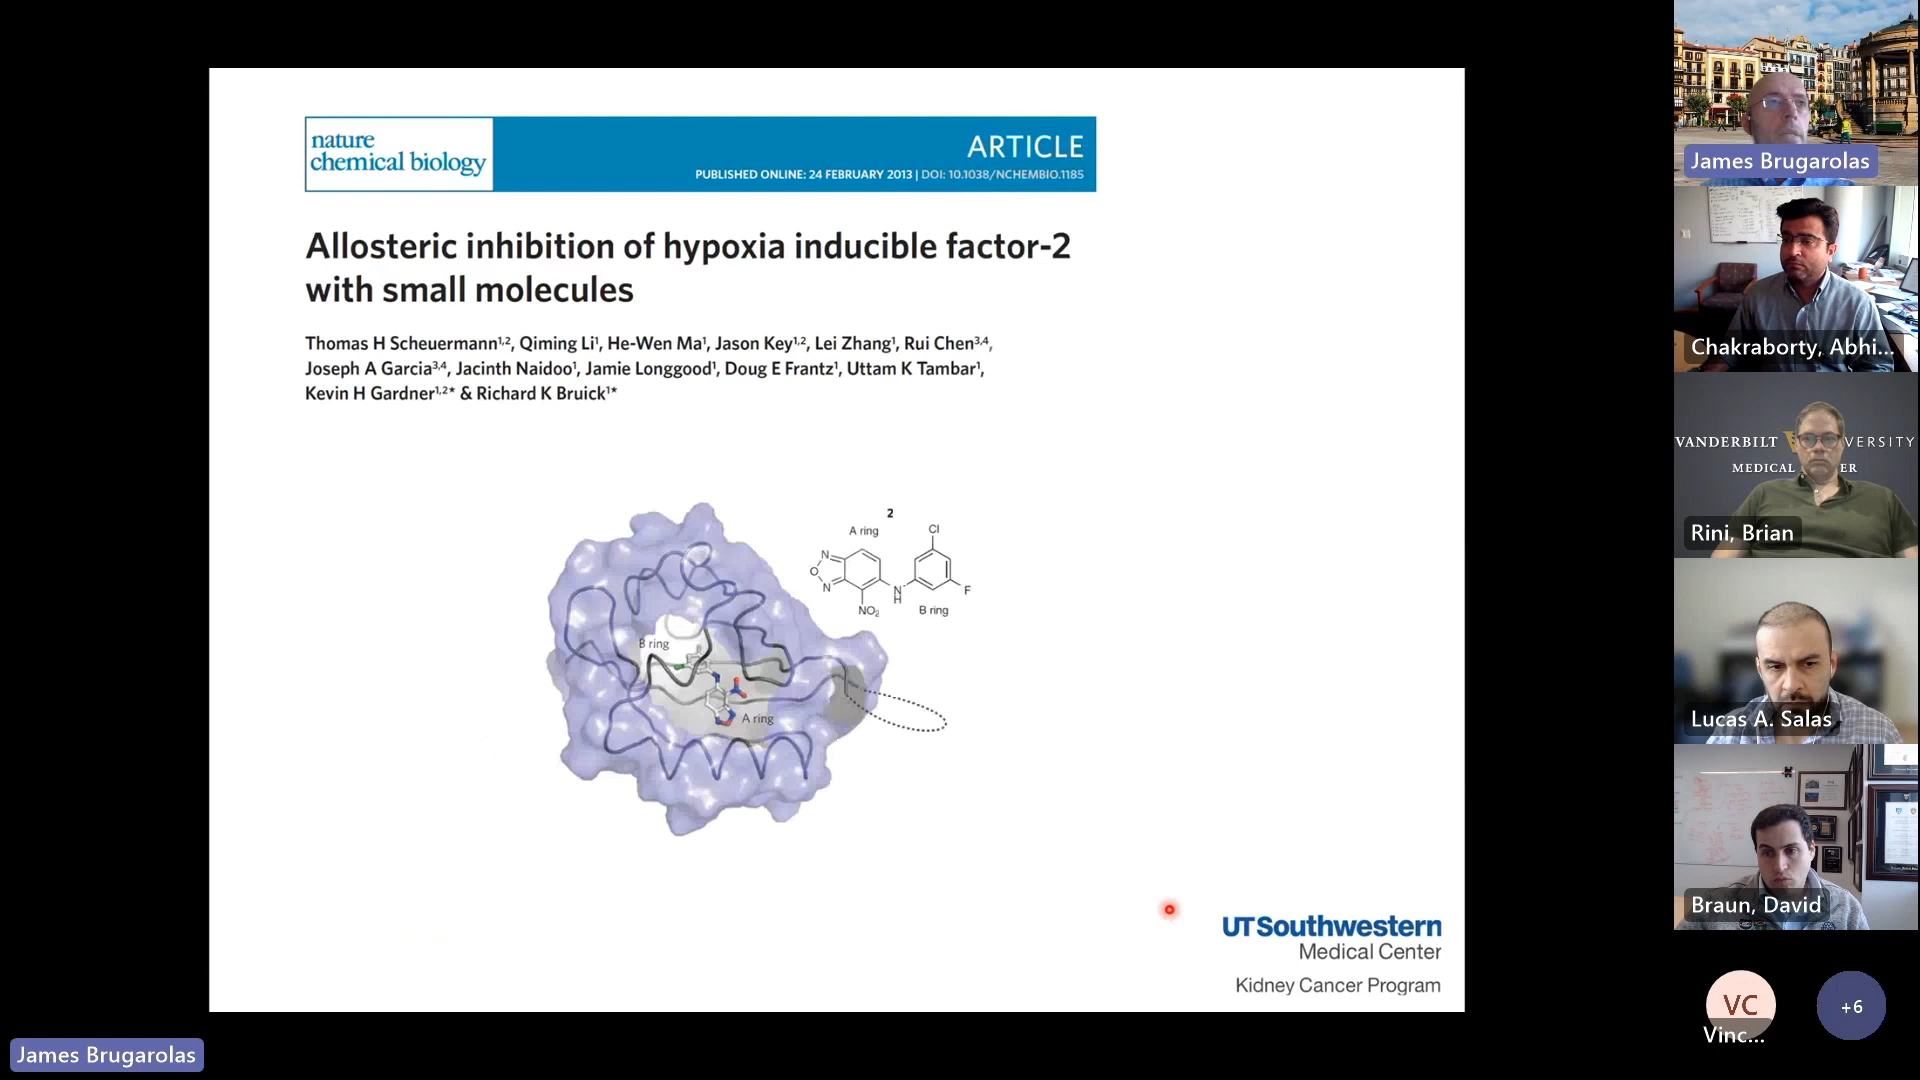 nature
chemical biology
ARTICLE
PUBLISHED ONLINE: 24 FEBRUARY 2013 | DOI: 10.1038/NCHEMBIO.1185
Allosteric inhibition of hypoxia inducible factor-2
with small molecules
Thomas H Scheuermann1,2, Qiming Li1, He-Wen Ma1, Jason Key1,2, Lei Zhang1, Rui Chen3,4,
Joseph A Garcia3,4, Jacinth Naidoo1, Jamie Longgood1, Doug E Frantz1, Uttam K Tambar1,
Kevin H Gardner1,2* & Richard K Bruick1*
2
A ring
Cl
N
O
N
N
H
F
NO2
B ring
B ring
A ring
UTSouthwestern
Medical Center
Kidney Cancer Program
James Brugarolas
James Brugarolas
Chakraborty, Abhi...
VANDERBILT VERSITY
MEDICAL ER
Rini, Brian
Lucas A. Salas
Braun, David
VC
Vinc...
+6